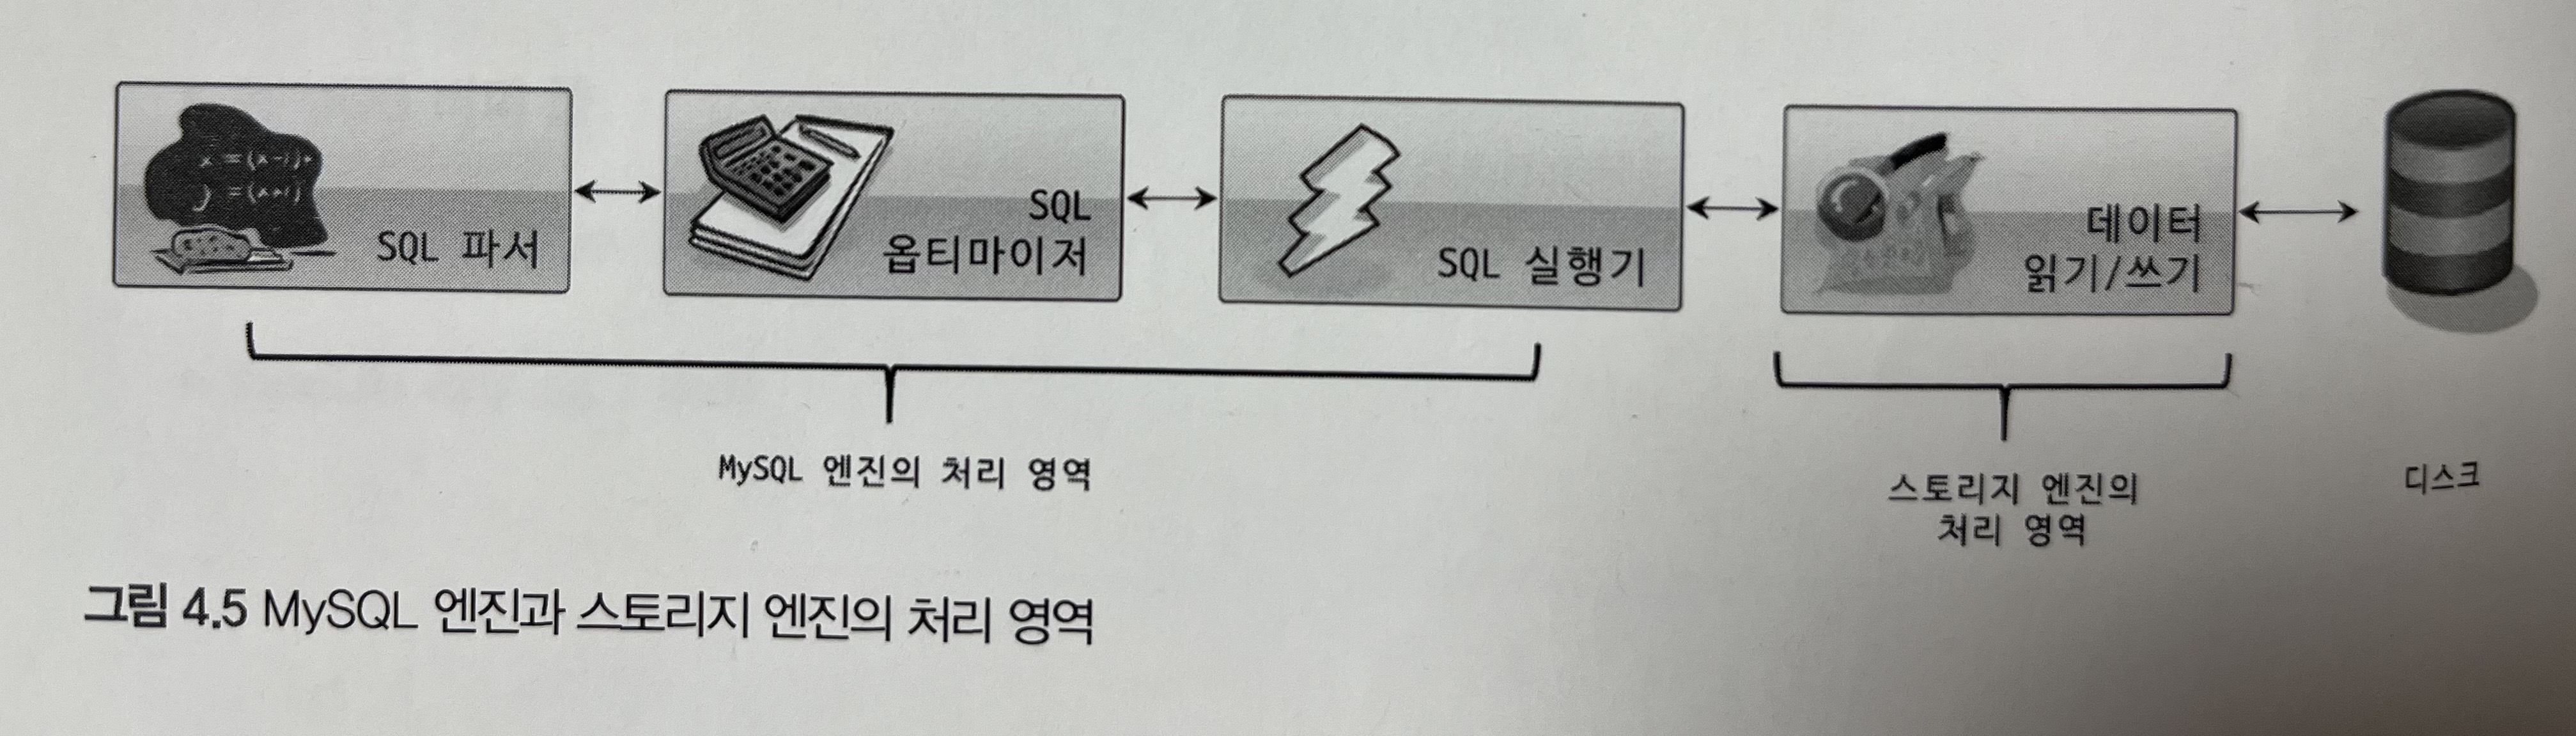 x = (x-1)+
y = (x+1)
SQL 파서
SQL
옵티마이저
SQL 실행기
데이터
읽기/쓰기
MySQL 엔진의 처리 영역
스토리지 엔진의
처리 영역
디스크
그림 4.5 MySQL 엔진과 스토리지 엔진의 처리 영역